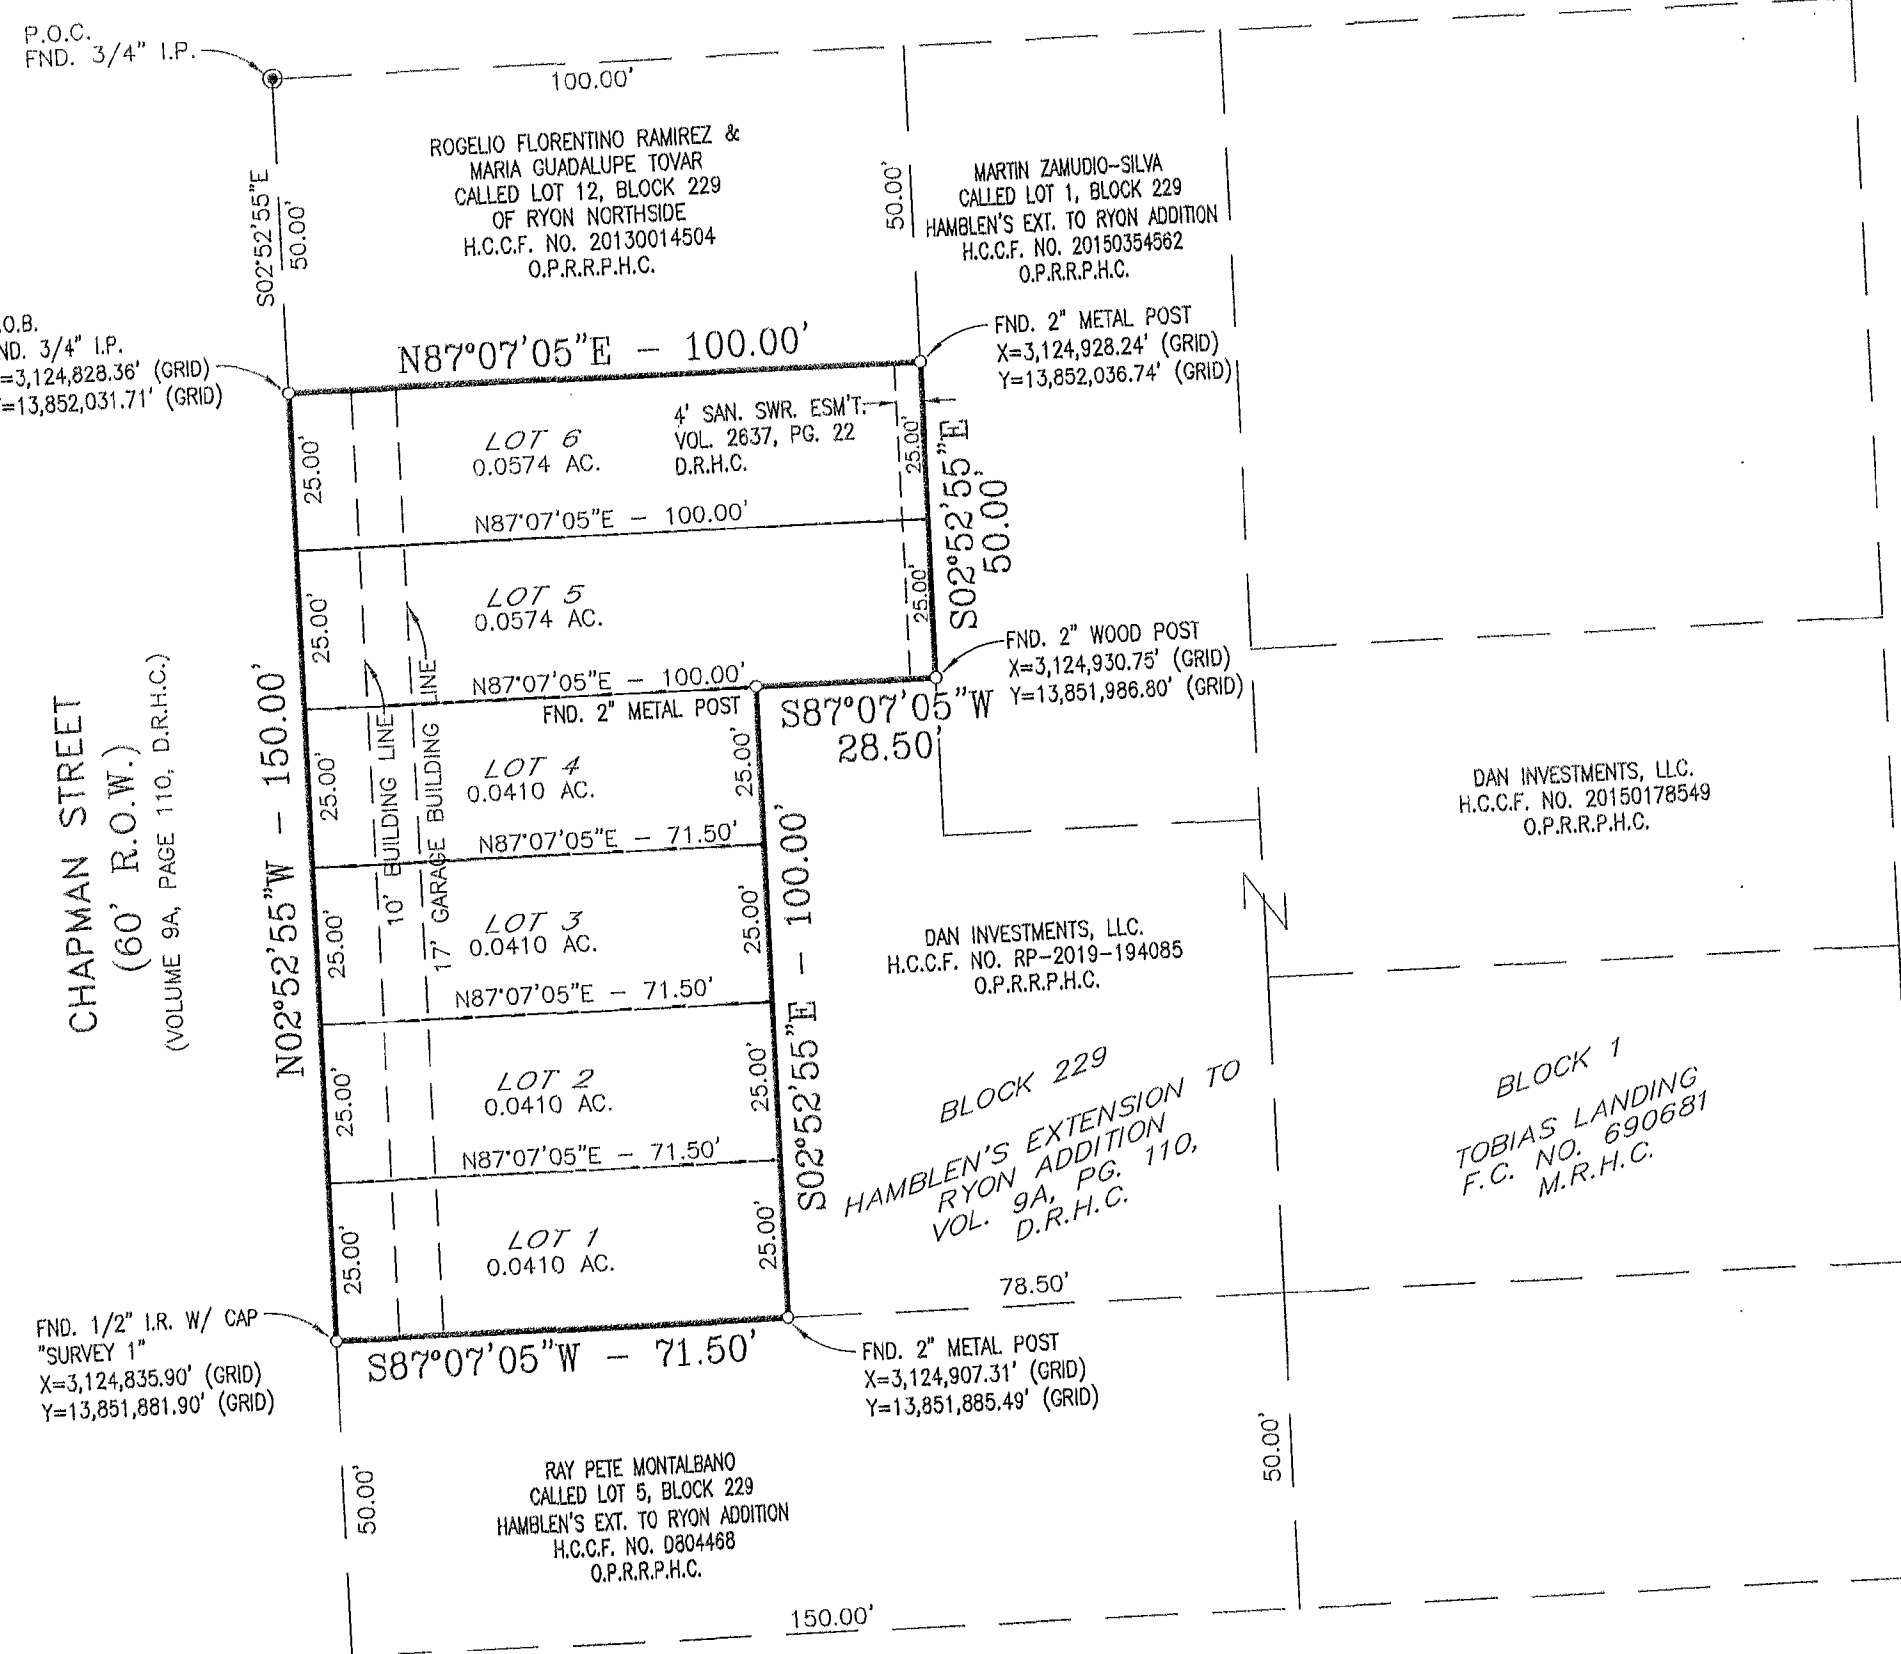 P.O.C.
FND. 3/4" I.P.
100.00'
S02°52'55"E
50.00'
ROGELIO FLORENTINO RAMIREZ &
MARIA GUADALUPE TOVAR
CALLED LOT 12, BLOCK 229
OF RYON NORTHSIDE
H.C.C.F. NO. 20130014504
O.P.R.R.P.H.C.
50.00'
MARTIN ZAMUDIO-SILVA
CALLED LOT 1, BLOCK 229
HAMBLEN'S EXT. TO RYON ADDITION
H.C.C.F. NO. 20150354562
O.P.R.R.P.H.C.
.O.B.
ND. 3/4" I.P.
=3,124,828.36' (GRID)
=13,852,031.71' (GRID)
N87°07'05"E - 100.00'
FND. 2" METAL POST
X=3,124,928.24' (GRID)
Y=13,852,036.74' (GRID)
25.00'
LOT 6
0.0574 AC.
4' SAN. SWR. ESM'T.
VOL. 2637, PG. 22
D.R.H.C.
25.00'
S02°52'55"E
50.00'
N87°07'05"E - 100.00'
25.00'
LOT 5
0.0574 AC.
25.00'
FND. 2" WOOD POST
X=3,124,930.75' (GRID)
Y=13,851,986.80' (GRID)
N87°07'05"E - 100.00'
FND. 2" METAL POST
S87°07'05"W
28.50'
CHAPMAN STREET
(60' R.O.W.)
(VOLUME 9A, PAGE 110, D.R.H.C.)
N02°52'55"W - 150.00'
10' BUILDING LINE
17' GARAGE BUILDING LINE
25.00'
LOT 4
0.0410 AC.
25.00'
N87°07'05"E - 71.50'
S02°52'55"E - 100.00'
DAN INVESTMENTS, LLC.
H.C.C.F. NO. 20150178549
O.P.R.R.P.H.C.
25.00'
LOT 3
0.0410 AC.
25.00'
N87°07'05"E - 71.50'
DAN INVESTMENTS, LLC.
H.C.C.F. NO. RP-2019-194085
O.P.R.R.P.H.C.
25.00'
LOT 2
0.0410 AC.
25.00'
N87°07'05"E - 71.50'
BLOCK 229
HAMBLEN'S EXTENSION TO
RYON ADDITION
VOL. 9A, PG. 110,
D.R.H.C.
BLOCK 1
TOBIAS LANDING
F.C. NO. 690681
M.R.H.C.
25.00'
LOT 1
0.0410 AC.
25.00'
78.50'
FND. 1/2" I.R. W/ CAP
"SURVEY 1"
X=3,124,835.90' (GRID)
Y=13,851,881.90' (GRID)
S87°07'05"W - 71.50'
FND. 2" METAL POST
X=3,124,907.31' (GRID)
Y=13,851,885.49' (GRID)
50.00'
RAY PETE MONTALBANO
CALLED LOT 5, BLOCK 229
HAMBLEN'S EXT. TO RYON ADDITION
H.C.C.F. NO. D804468
O.P.R.R.P.H.C.
50.00'
150.00'